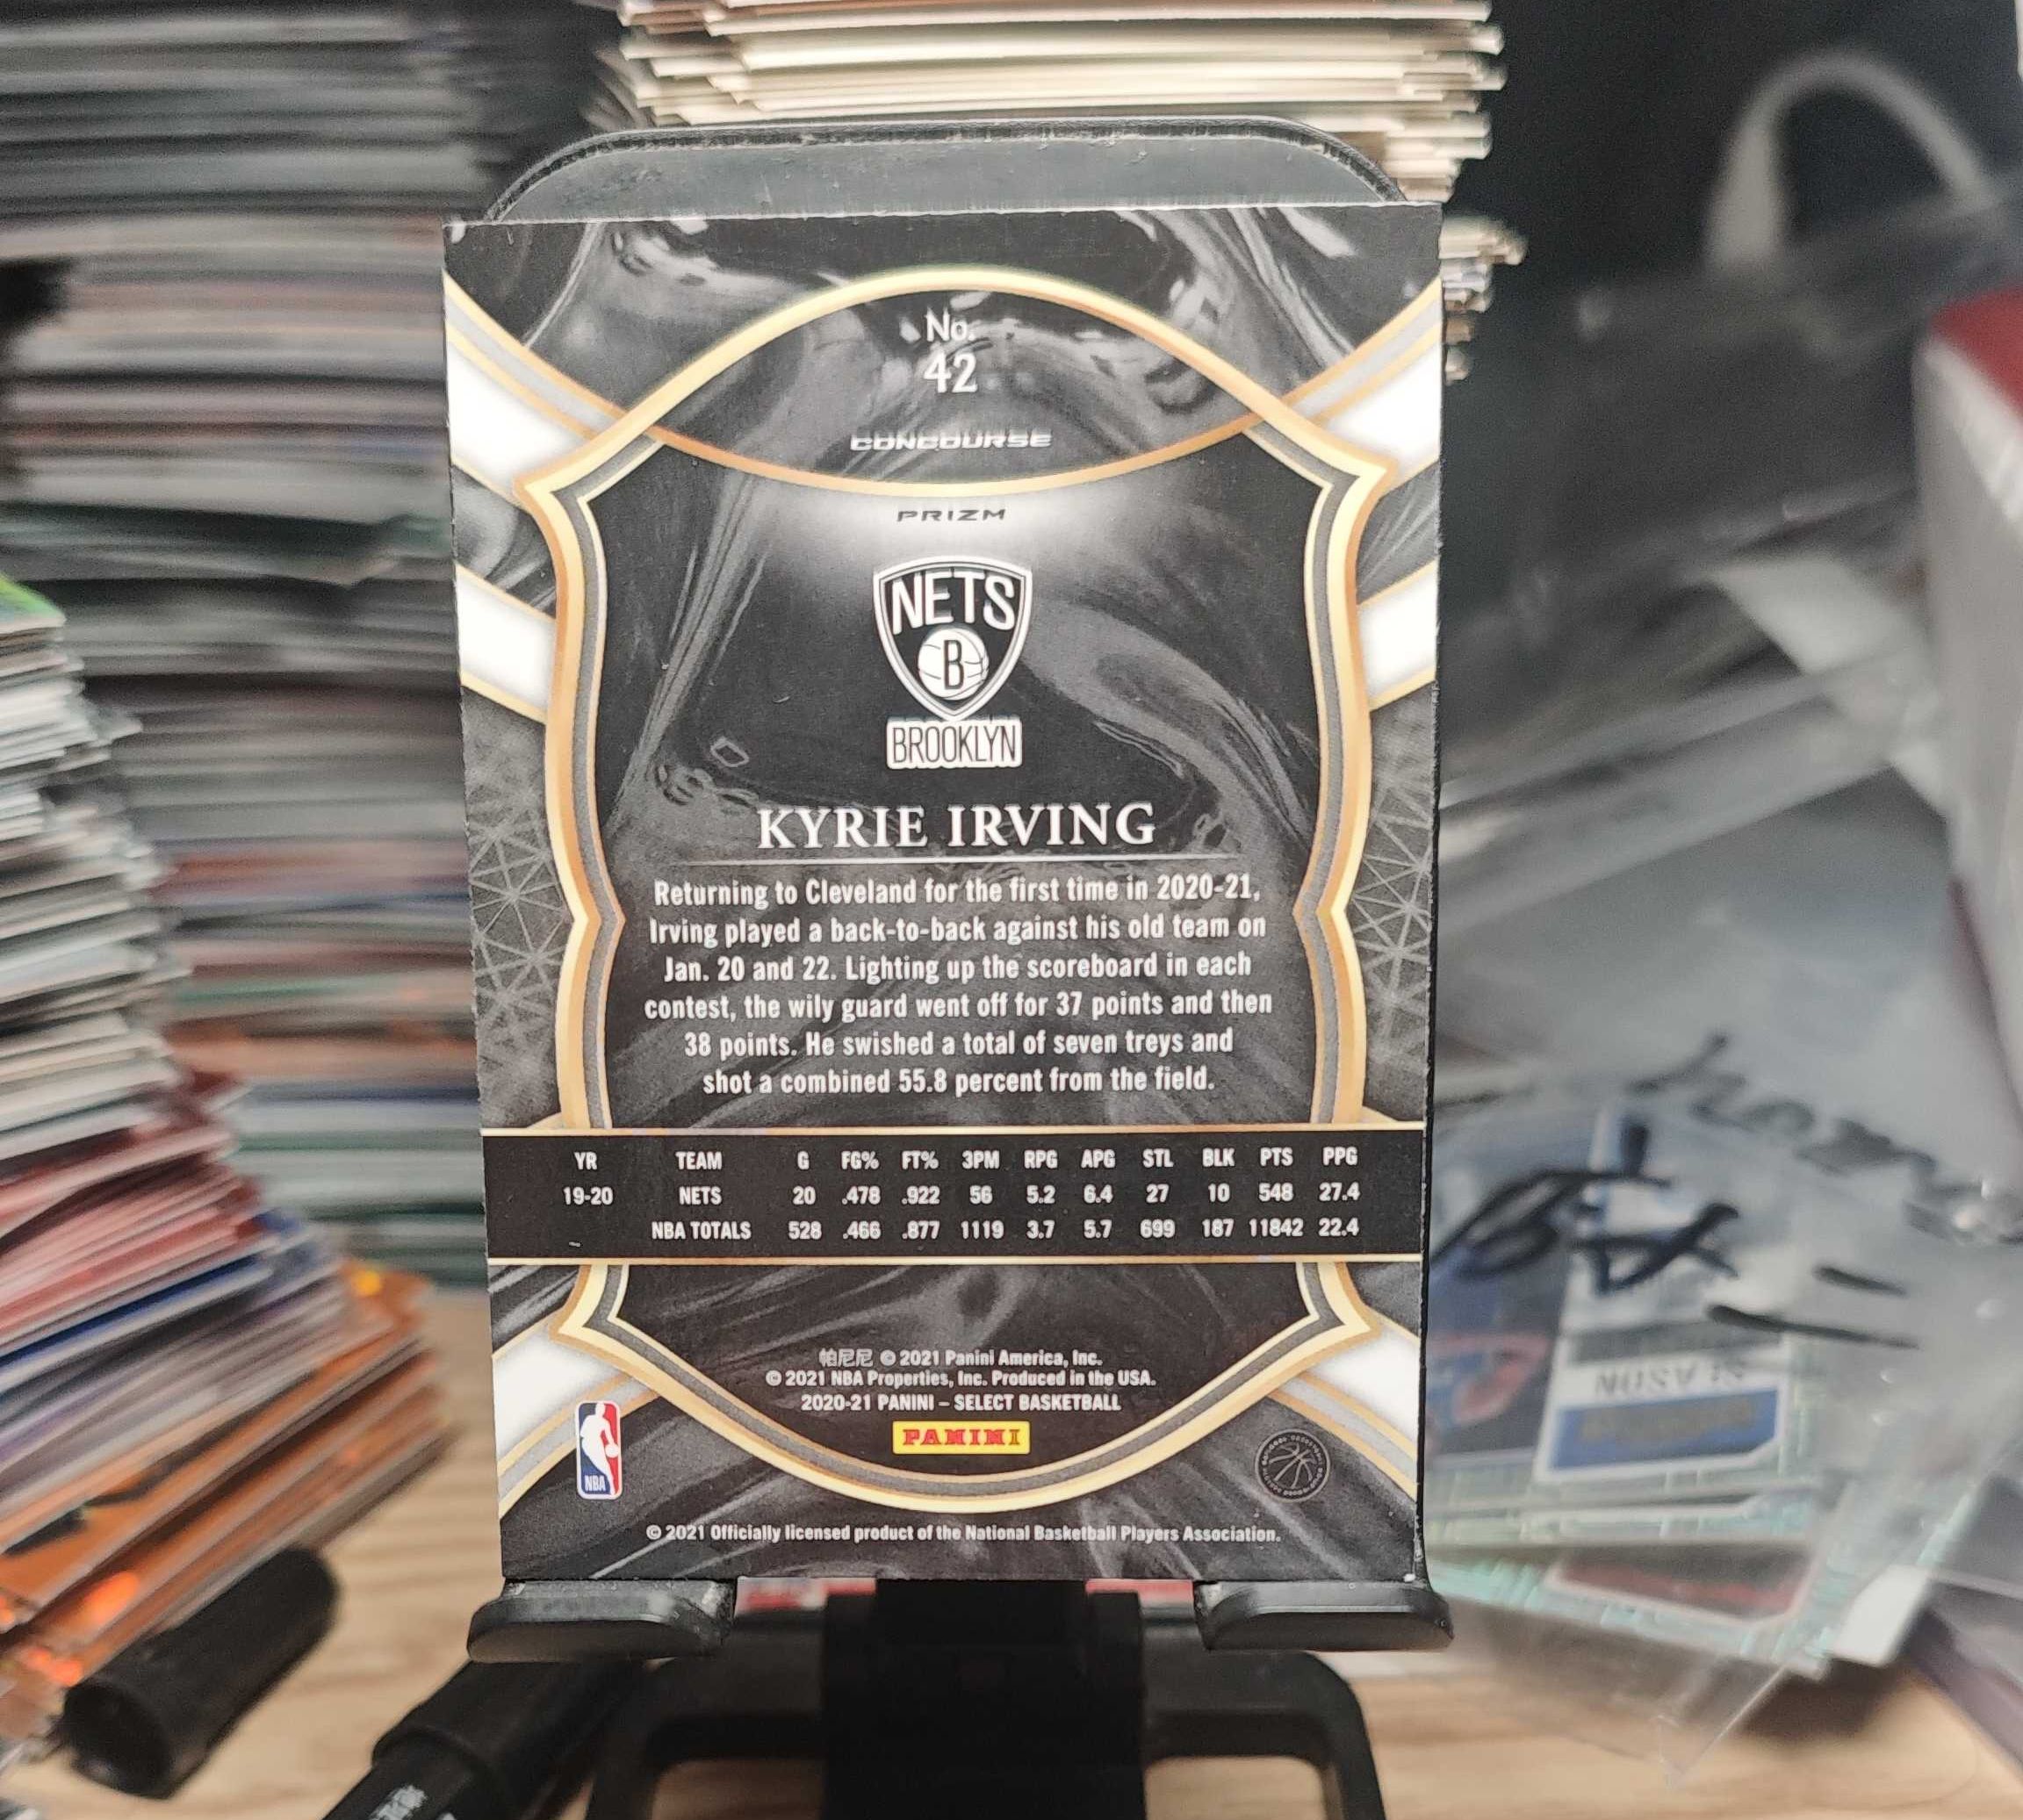 No.
42
CONCOURSE
PRIZM
NETS
B
BROOKLYN
KYRIE IRVING
Returning to Cleveland for the first time in 2020-21,
Irving played a back-to-back against his old team on
Jan. 20 and 22. Lighting up the scoreboard in each
contest, the wily guard went off for 37 points and then
38 points. He swished a total of seven treys and
shot a combined 55.8 percent from the field.
YR TEAM G FG% FT% 3PM RPG APG STL BLK PTS PPG
19-20 NETS 20 .478 .922 56 5.2 6.4 27 10 548 27.4
NBA TOTALS 528 .466 .877 1119 3.7 5.7 699 187 11842 22.4
帕尼尼 © 2021 Panini America, Inc.
© 2021 NBA Properties, Inc. Produced in the USA.
2020-21 PANINI – SELECT BASKETBALL
PANINI
NBA
© 2021 Officially licensed product of the National Basketball Players Association.